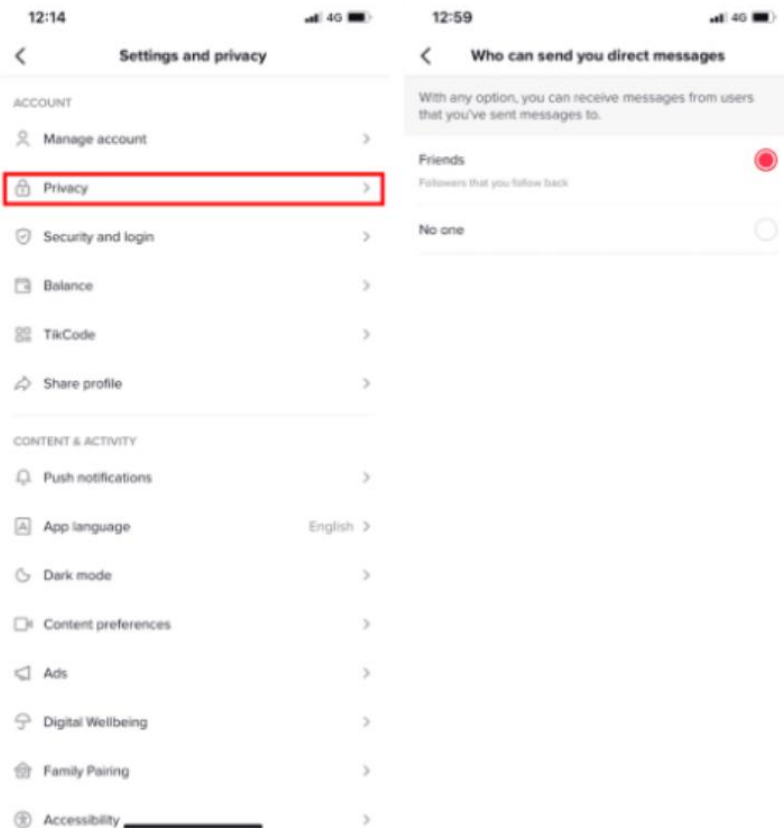 12:14
4G
Settings and privacy
ACCOUNT
Manage account
Privacy
Security and login
Balance
TikCode
Share profile
CONTENT & ACTIVITY
Push notifications
App language
English
Dark mode
Content preferences
Ads
Digital Wellbeing
Family Pairing
Accessibility
12:59
4G
Who can send you direct messages
With any option, you can receive messages from users
that you've sent messages to.
Friends
Followers that you follow back
No one